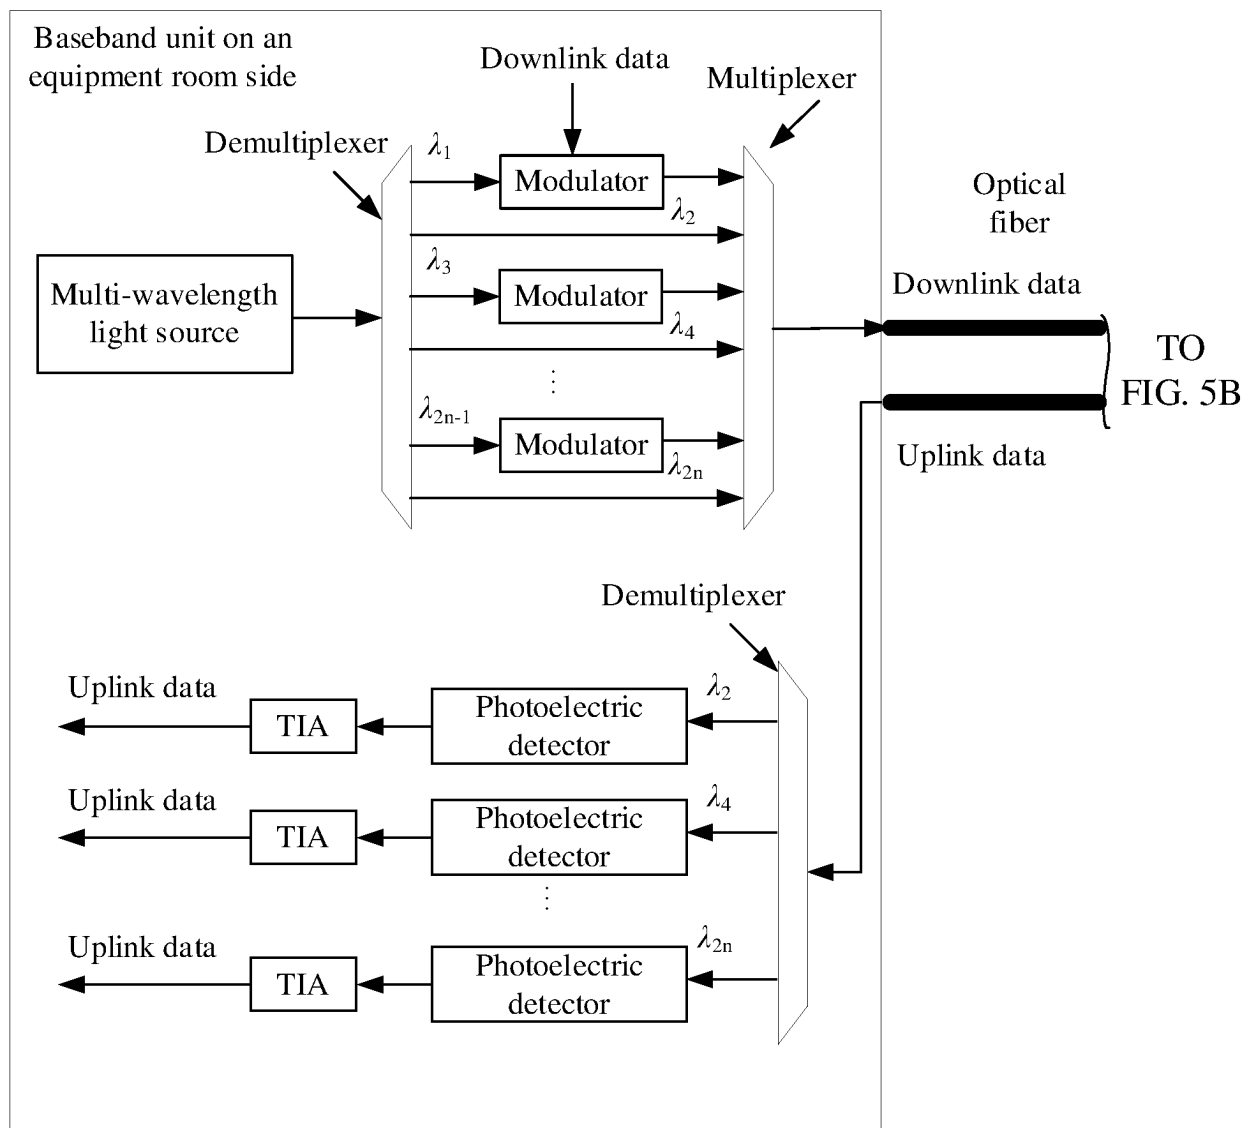 Baseband unit on an
equipment room side
Downlink data
Multiplexer
Demultiplexer
λ1
Modulator
λ2
λ3
Modulator
λ4
Multi-wavelength
light source
λ2n-1
Modulator
λ2n
Optical
fiber
Downlink data
TO
FIG. 5B
Uplink data
Demultiplexer
Uplink data
TIA
Photoelectric
detector
λ2
Uplink data
TIA
Photoelectric
detector
λ4
Uplink data
TIA
Photoelectric
detector
λ2n